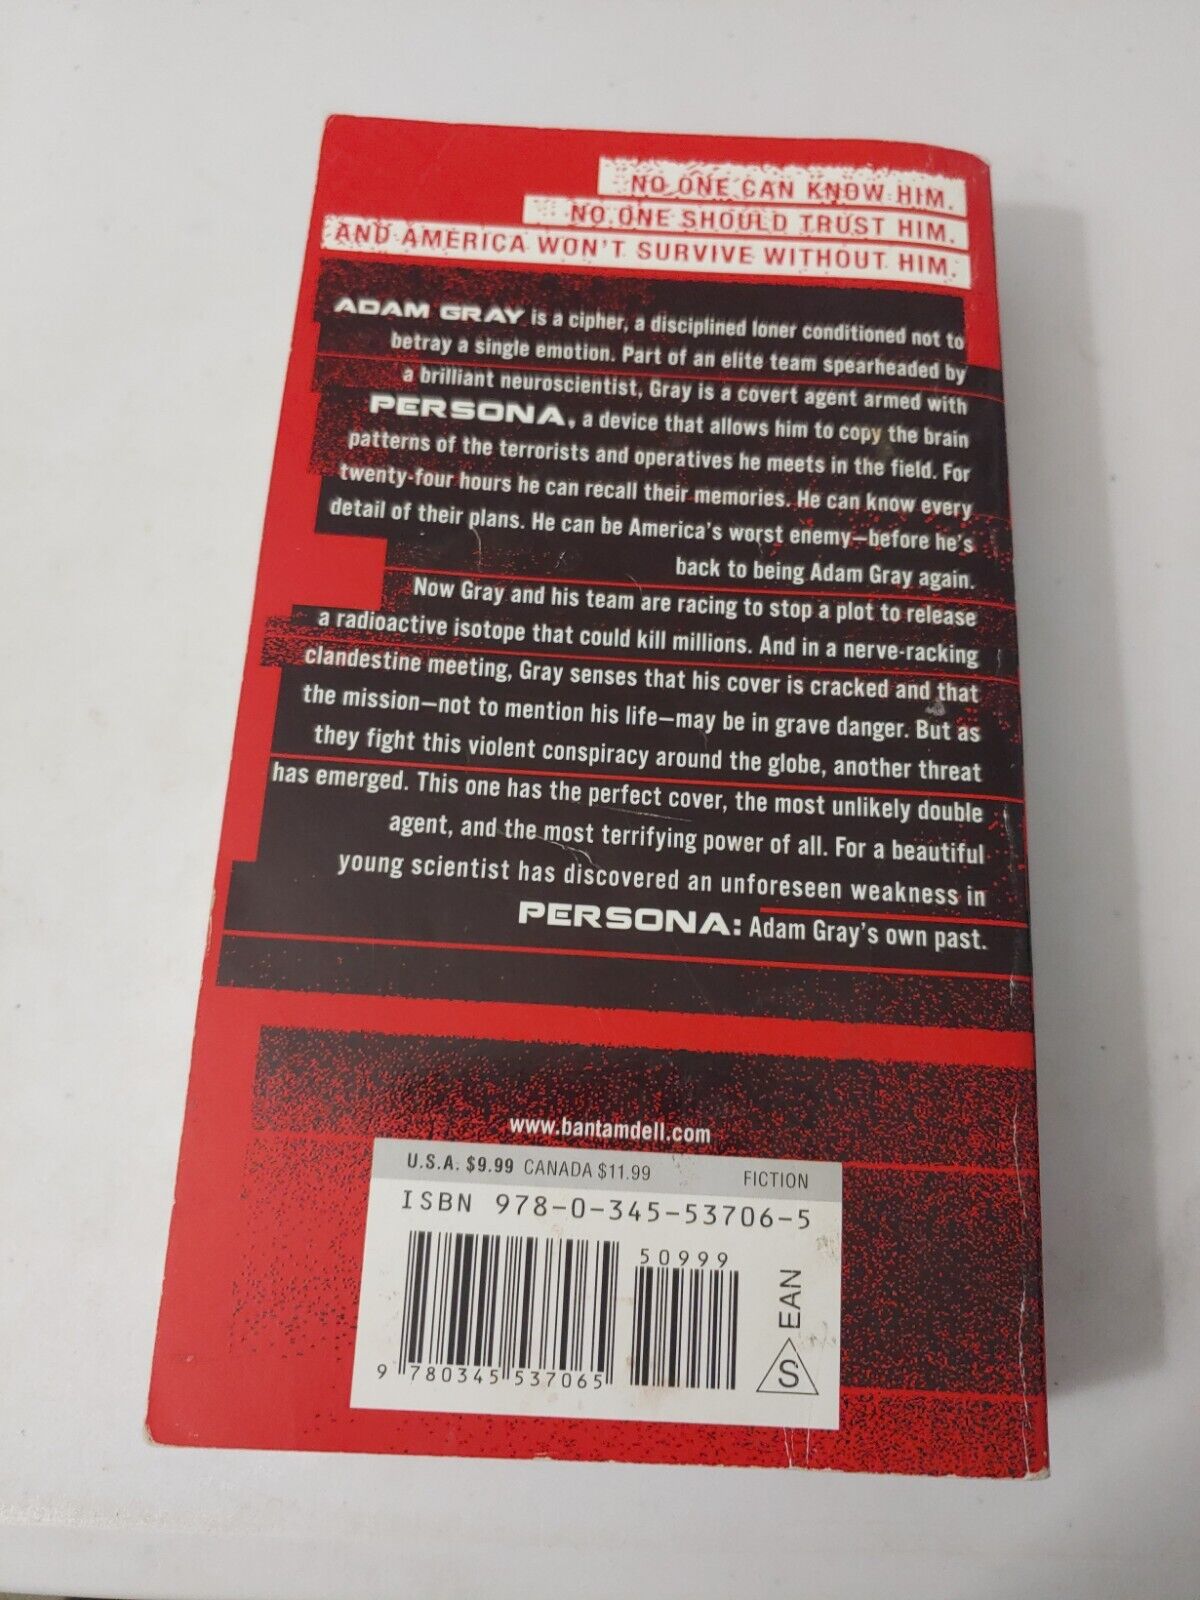 NO ONE CAN KNOW HIM.
NO ONE SHOULD TRUST HIM.
AND AMERICA WON'T SURVIVE WITHOUT HIM.
ADAM GRAY is a cipher, a disciplined loner conditioned not to
betray a single emotion. Part of an elite team spearheaded by
a brilliant neuroscientist, Gray is a covert agent armed with
PERSONA, a device that allows him to copy the brain
patterns of the terrorists and operatives he meets in the field. For
twenty-four hours he can recall their memories. He can know every
detail of their plans. He can be America's worst enemy—before he's
back to being Adam Gray again.
Now Gray and his team are racing to stop a plot to release
a radioactive isotope that could kill millions. And in a nerve-racking
clandestine meeting, Gray senses that his cover is cracked and that
the mission—not to mention his life—may be in grave danger. But as
they fight this violent conspiracy around the globe, another threat
has emerged. This one has the perfect cover, the most unlikely double
agent, and the most terrifying power of all. For a beautiful
young scientist has discovered an unforeseen weakness in
PERSONA: Adam Gray's own past.
www.bantamdell.com
U.S.A. $9.99 CANADA $11.99 FICTION
ISBN 978-0-345-53706-5
50999
9 780345 537065
EAN
S